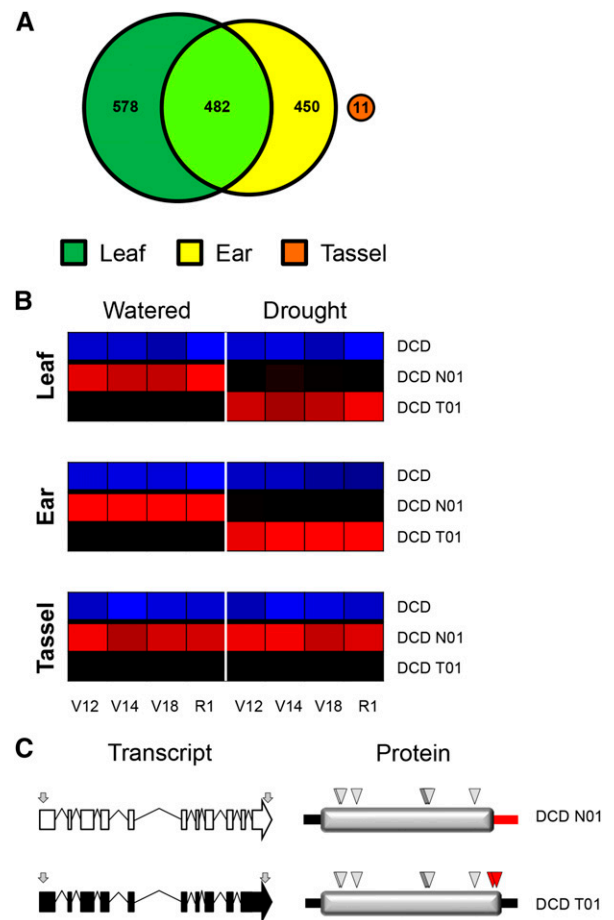 A
578 482 450 11
Leaf Ear Tassel
B
Watered Drought
Leaf
DCD
DCD N01
DCD T01
Ear
DCD
DCD N01
DCD T01
Tassel
DCD
DCD N01
DCD T01
V12 V14 V18 R1 V12 V14 V18 R1
C
Transcript Protein
DCD N01
DCD T01